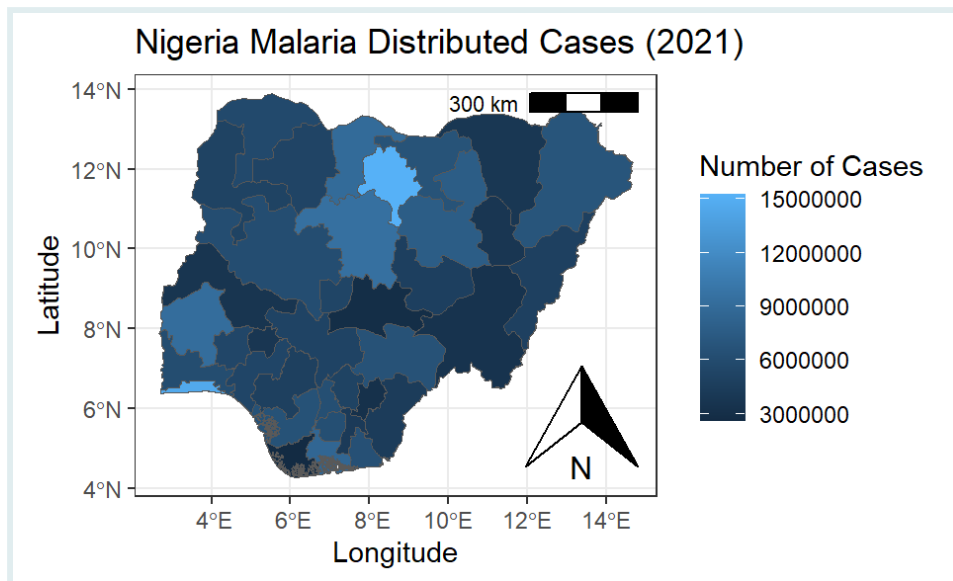 Nigeria Malaria Distributed Cases (2021)
14°N
12°N
10°N
8°N
6°N
4°N
Latitude
300 km
N
4°E 6°E 8°E 10°E 12°E 14°E
Longitude
Number of Cases
15000000
12000000
9000000
6000000
3000000